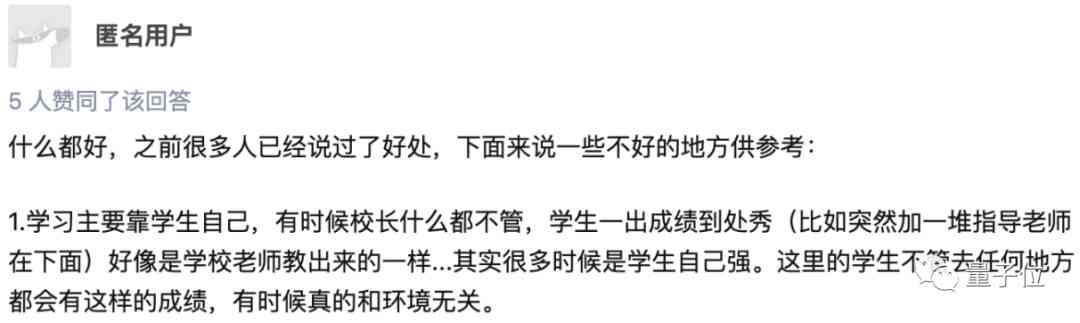 匿名用户
5 人赞同了该回答
什么都好，之前很多人已经说过了好处，下面来说一些不好的地方供参考：
1.学习主要靠学生自己，有时候校长什么都不管，学生一出成绩到处秀（比如突然加一堆指导老师
在下面）好像是学校老师教出来的一样...其实很多时候是学生自己强。这里的学生不管去任何地方
都会有这样的成绩，有时候真的和环境无关。
量子位